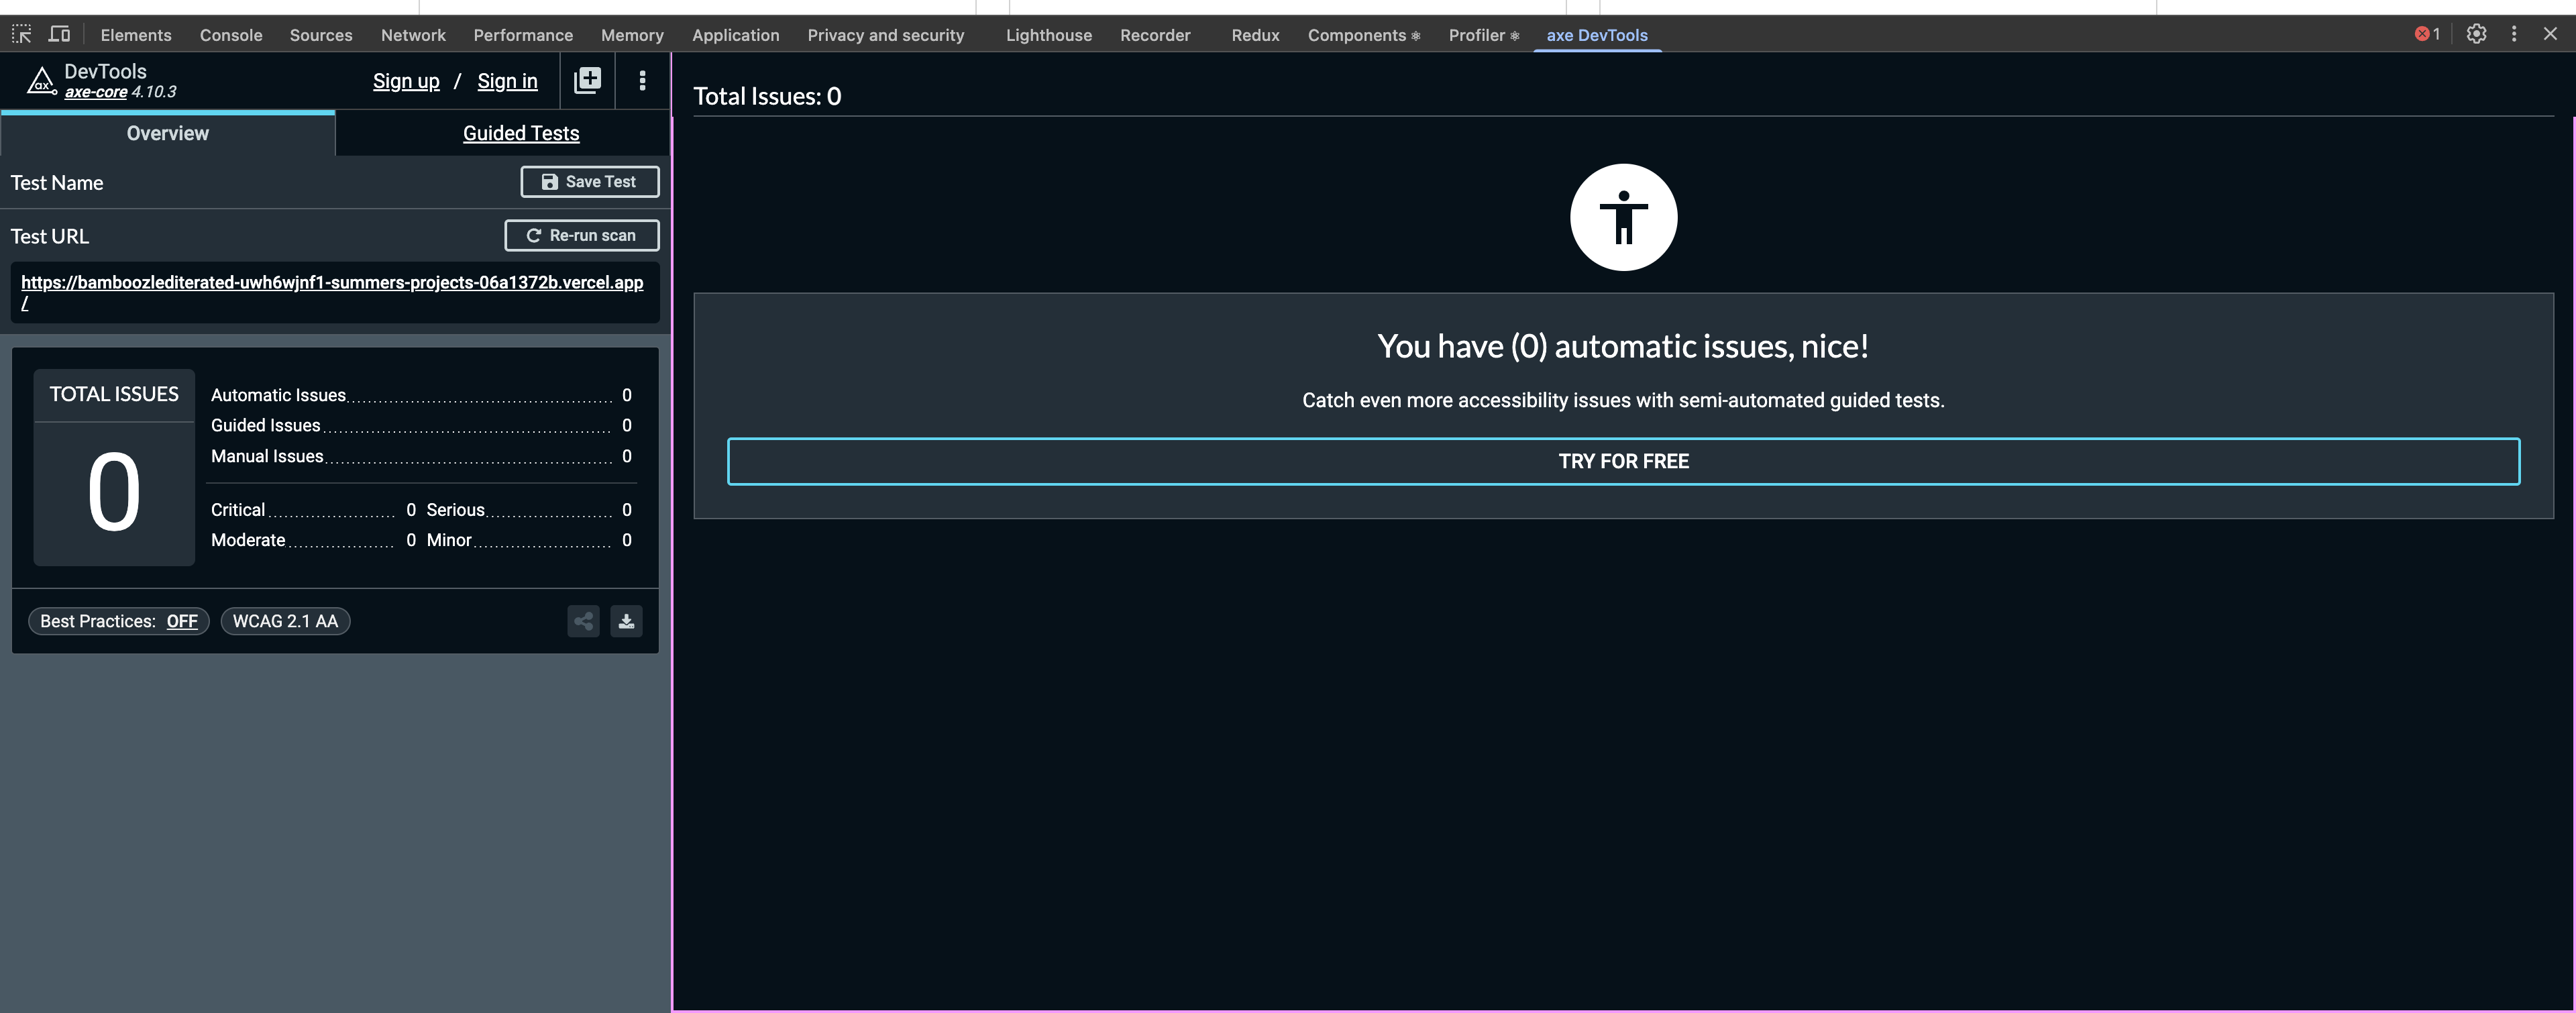 Elements Console Sources Network Performance Memory Application Privacy and security Lighthouse Recorder Redux Components Profiler axe DevTools 1
DevTools
axe-core 4.10.3
Sign up / Sign in
Overview
Guided Tests
Test Name
Save Test
Test URL
Re-run scan
https://bamboozlediterated-uwh6wjnf1-summers-projects-06a1372b.vercel.app
/
TOTAL ISSUES
0
Automatic Issues 0
Guided Issues 0
Manual Issues 0
Critical 0 Serious 0
Moderate 0 Minor 0
Best Practices: OFF
WCAG 2.1 AA
Total Issues: 0
You have (0) automatic issues, nice!
Catch even more accessibility issues with semi-automated guided tests.
TRY FOR FREE